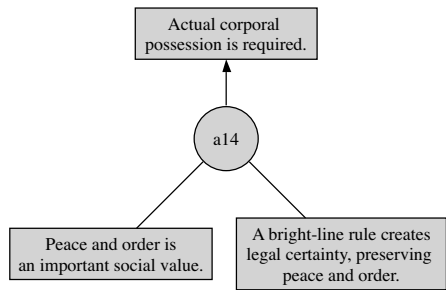 Actual corporal
possession is required.
a14
Peace and order is
an important social value.
A bright-line rule creates
legal certainty, preserving
peace and order.